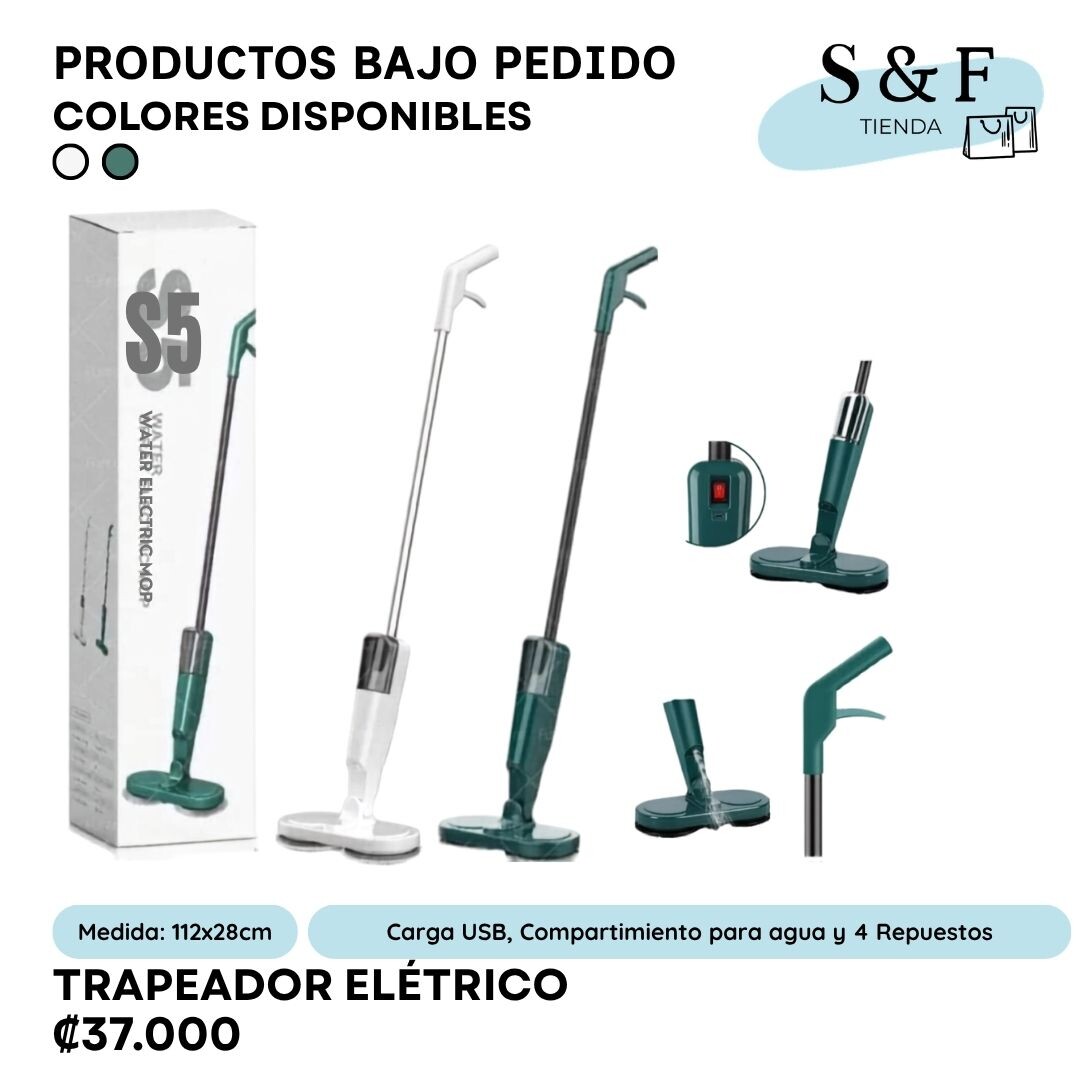 PRODUCTOS BAJO PEDIDO
COLORES DISPONIBLES
S & F
TIENDA
S5
WATER ELECTRIC MOP
Medida: 112x28cm
Carga USB, Compartimiento para agua y 4 Repuestos
TRAPEADOR ELÉTRICO
₡37.000